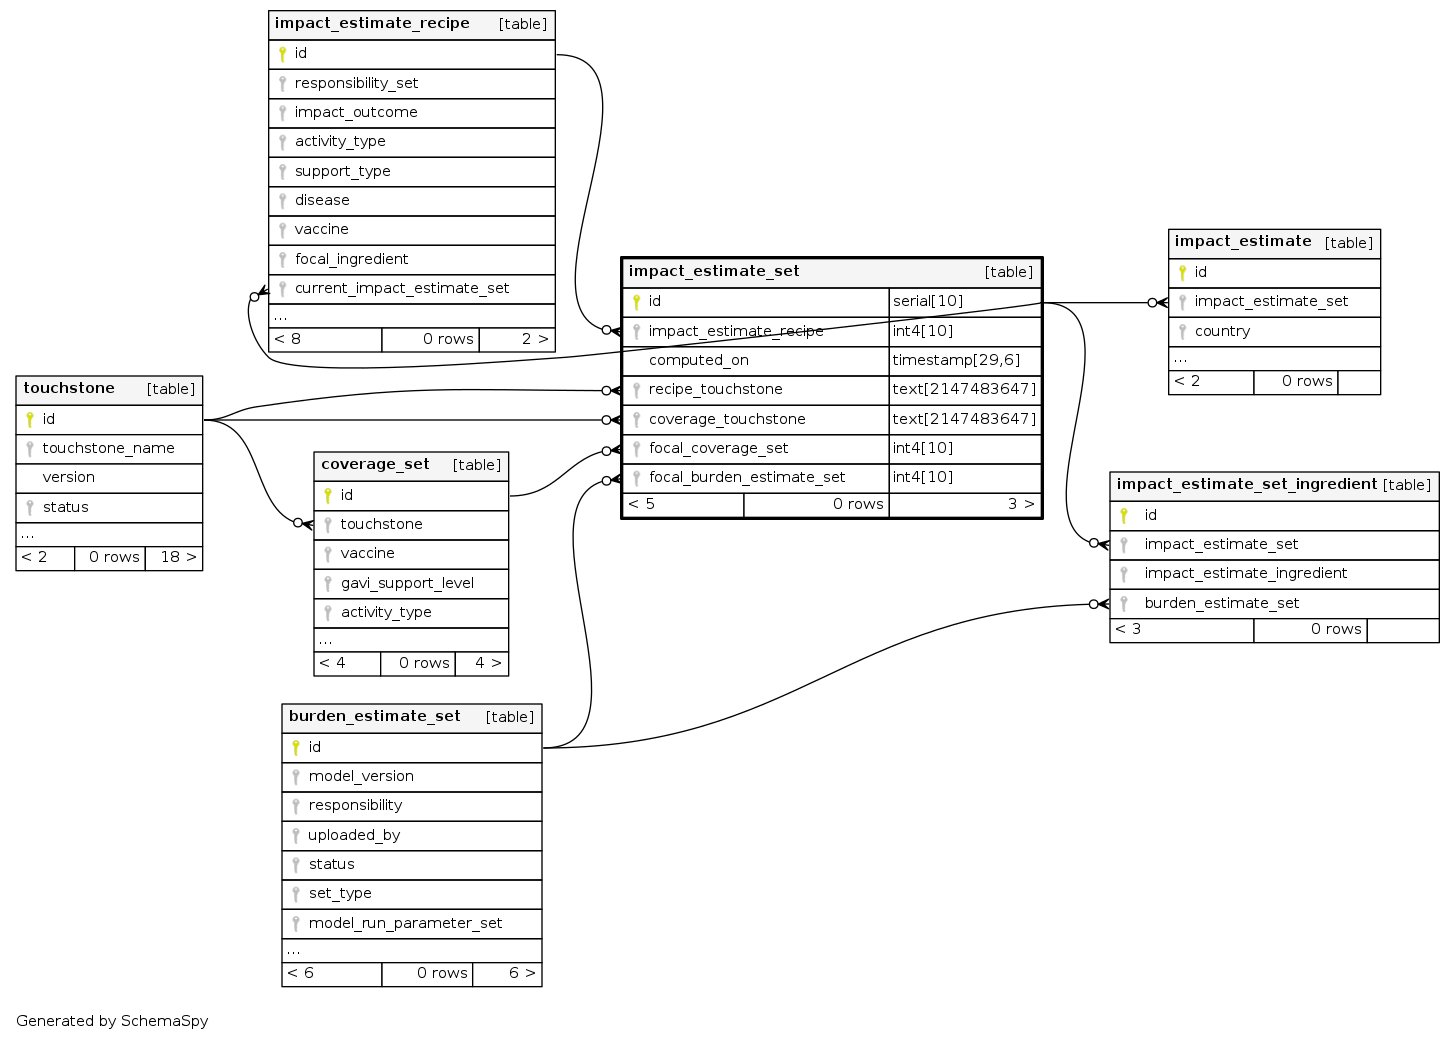 impact_estimate_recipe [table]
id
responsibility_set
impact_outcome
activity_type
support_type
disease
vaccine
focal_ingredient
current_impact_estimate_set
...
< 8 0 rows 2 >
touchstone [table]
id
touchstone_name
version
status
...
< 2 0 rows 18 >
coverage_set [table]
id
touchstone
vaccine
gavi_support_level
activity_type
...
< 4 0 rows 4 >
burden_estimate_set [table]
id
model_version
responsibility
uploaded_by
status
set_type
model_run_parameter_set
...
< 6 0 rows 6 >
impact_estimate_set [table]
id serial[10]
impact_estimate_recipe int4[10]
computed_on timestamp[29,6]
recipe_touchstone text[2147483647]
coverage_touchstone text[2147483647]
focal_coverage_set int4[10]
focal_burden_estimate_set int4[10]
< 5 0 rows 3 >
impact_estimate [table]
id
impact_estimate_set
country
...
< 2 0 rows
impact_estimate_set_ingredient [table]
id
impact_estimate_set
impact_estimate_ingredient
burden_estimate_set
< 3 0 rows
Generated by SchemaSpy